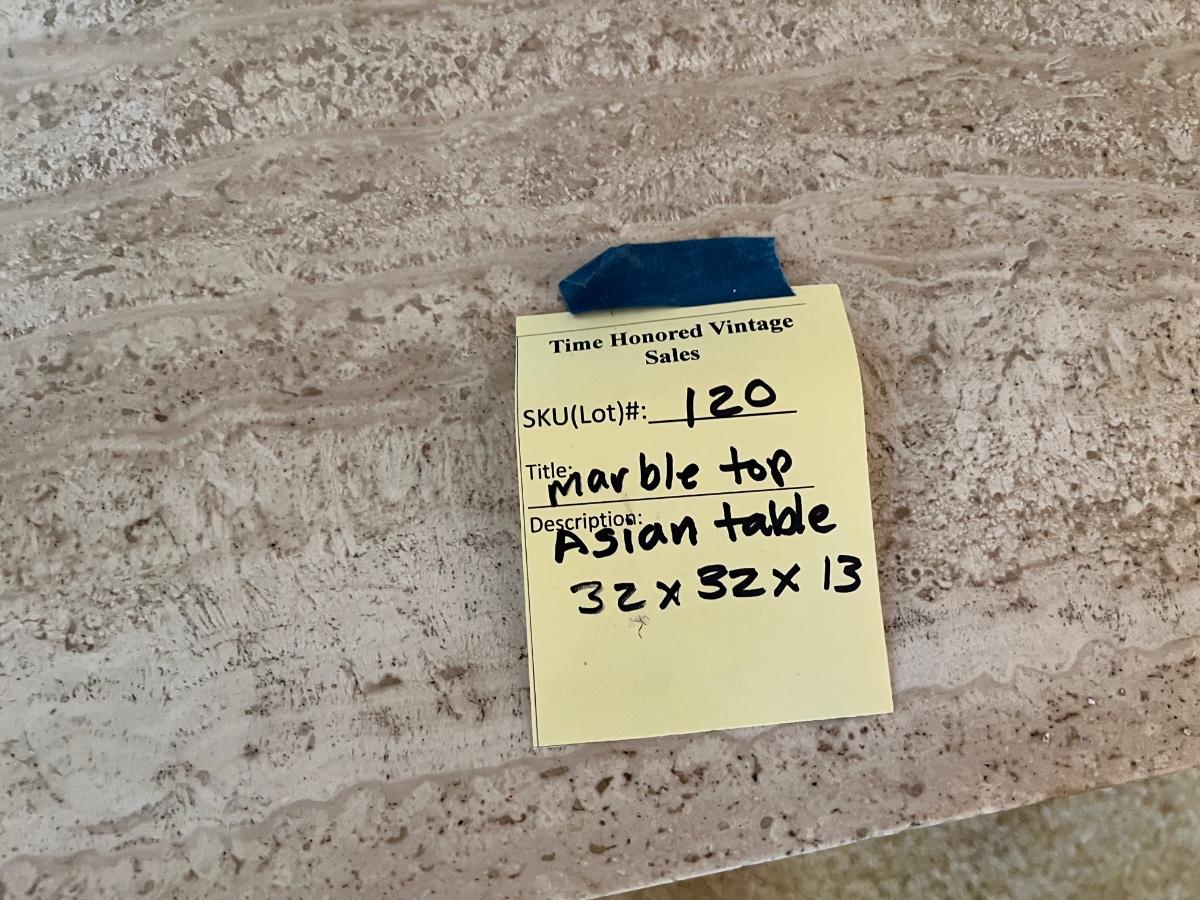 Time Honored Vintage
Sales
SKU(Lot)#: 120
Title: Marble top
Description: Asian table
32 x 32 x 13